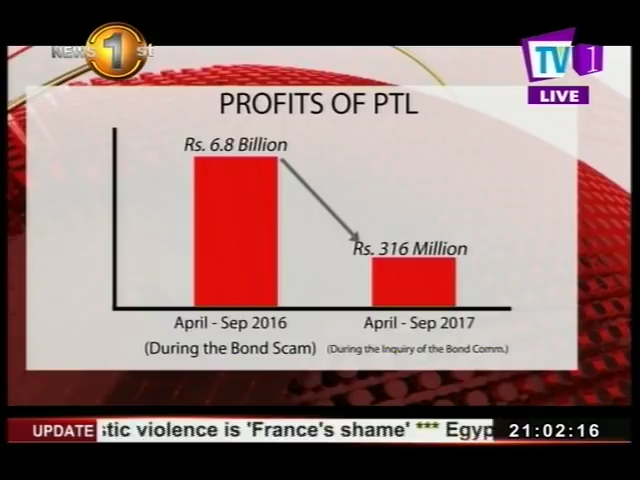 NEWS 1st
TV 1
LIVE
PROFITS OF PTL
Rs. 6.8 Billion
Rs. 316 Million
April - Sep 2016
April - Sep 2017
(During the Bond Scam)
(During the Inquiry of the Bond Comm.)
UPDATE
tic violence is 'France's shame' *** Egyp
21:02:16